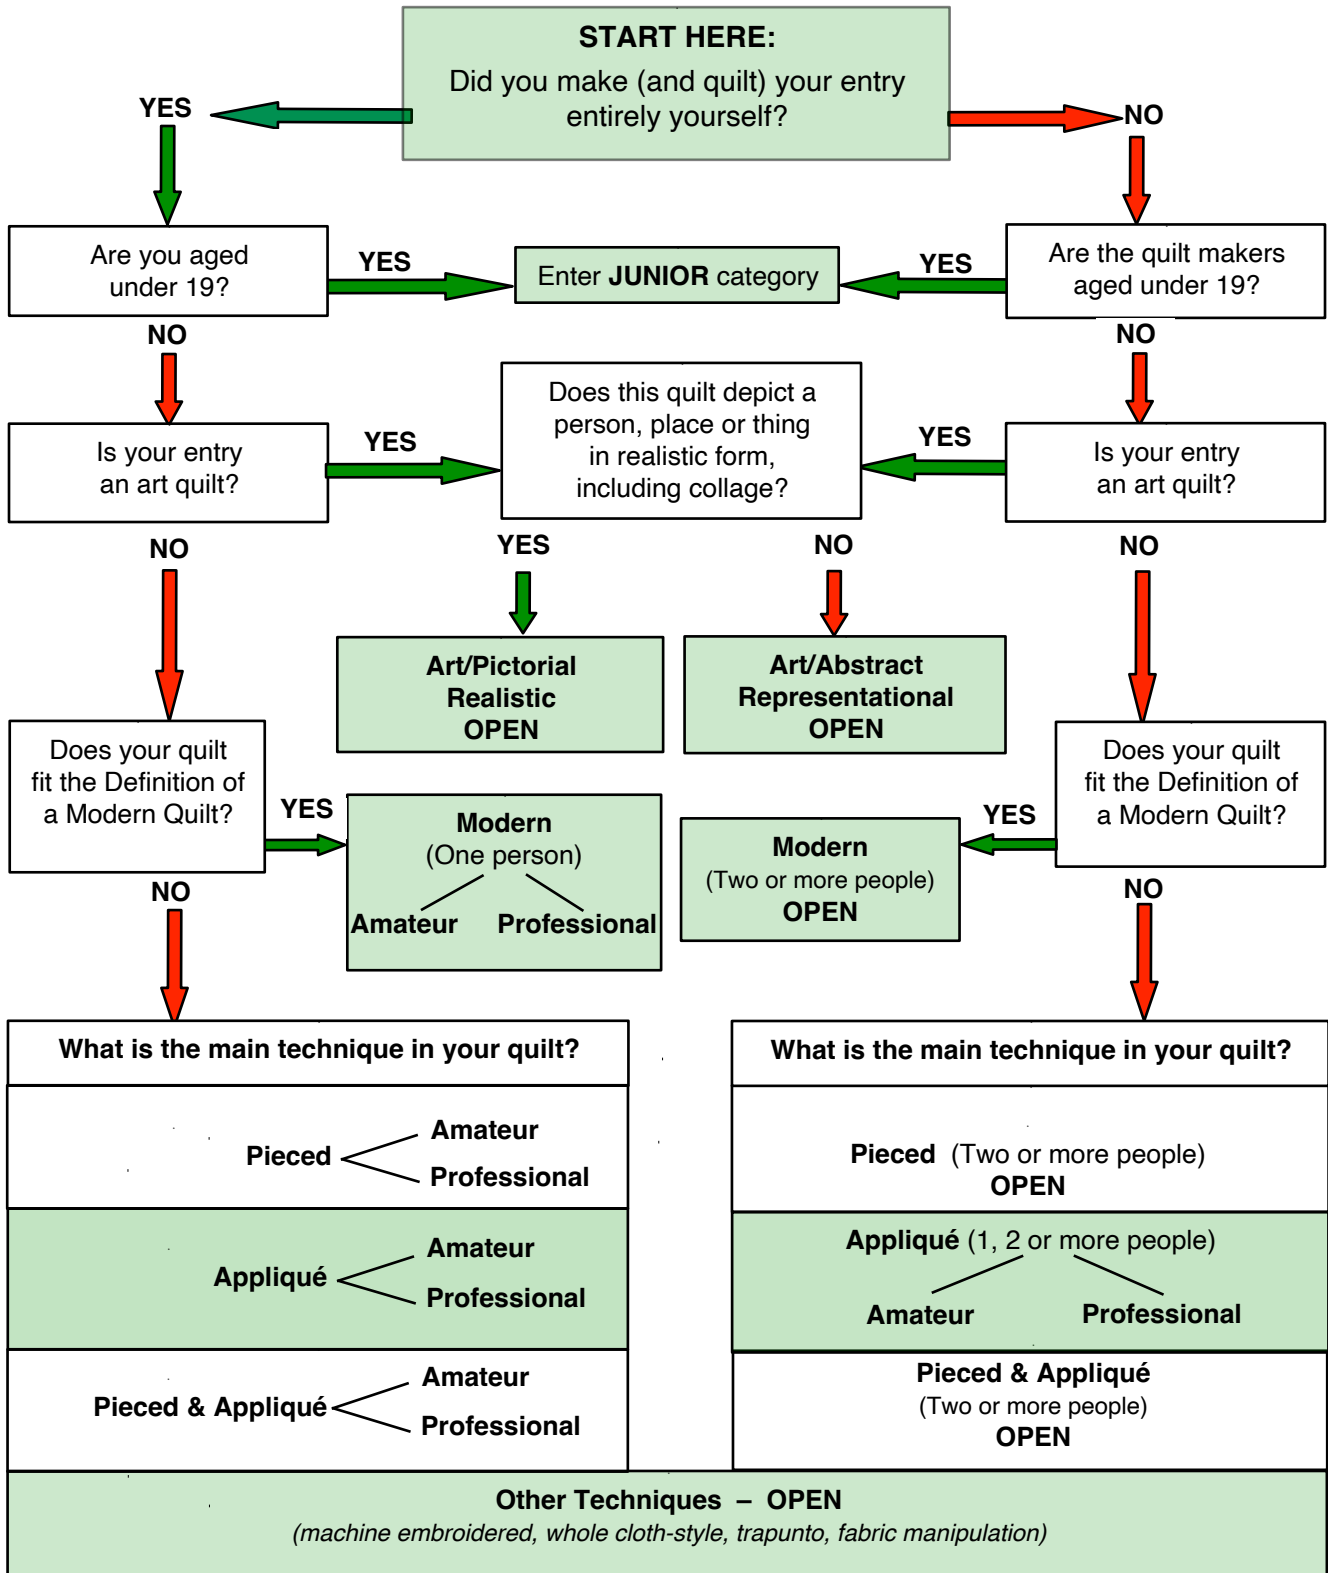 START HERE:
Did you make (and quilt) your entry
entirely yourself?
YES
NO
Are you aged
under 19?
YES
Enter JUNIOR category
YES
Are the quilt makers
aged under 19?
NO
NO
Is your entry
an art quilt?
YES
Does this quilt depict a
person, place or thing
in realistic form,
including collage?
YES
Is your entry
an art quilt?
NO
YES
NO
NO
Art/Pictorial
Realistic
OPEN
Art/Abstract
Representational
OPEN
Does your quilt
fit the Definition of
a Modern Quilt?
YES
Modern
(One person)
Amateur
Professional
Modern
(Two or more people)
OPEN
YES
Does your quilt
fit the Definition of
a Modern Quilt?
NO
NO
What is the main technique in your quilt?
Pieced
Amateur
Professional
Appliqué
Amateur
Professional
Pieced & Appliqué
Amateur
Professional
What is the main technique in your quilt?
Pieced (Two or more people)
OPEN
Appliqué (1, 2 or more people)
Amateur
Professional
Pieced & Appliqué
(Two or more people)
OPEN
Other Techniques – OPEN
(machine embroidered, whole cloth-style, trapunto, fabric manipulation)